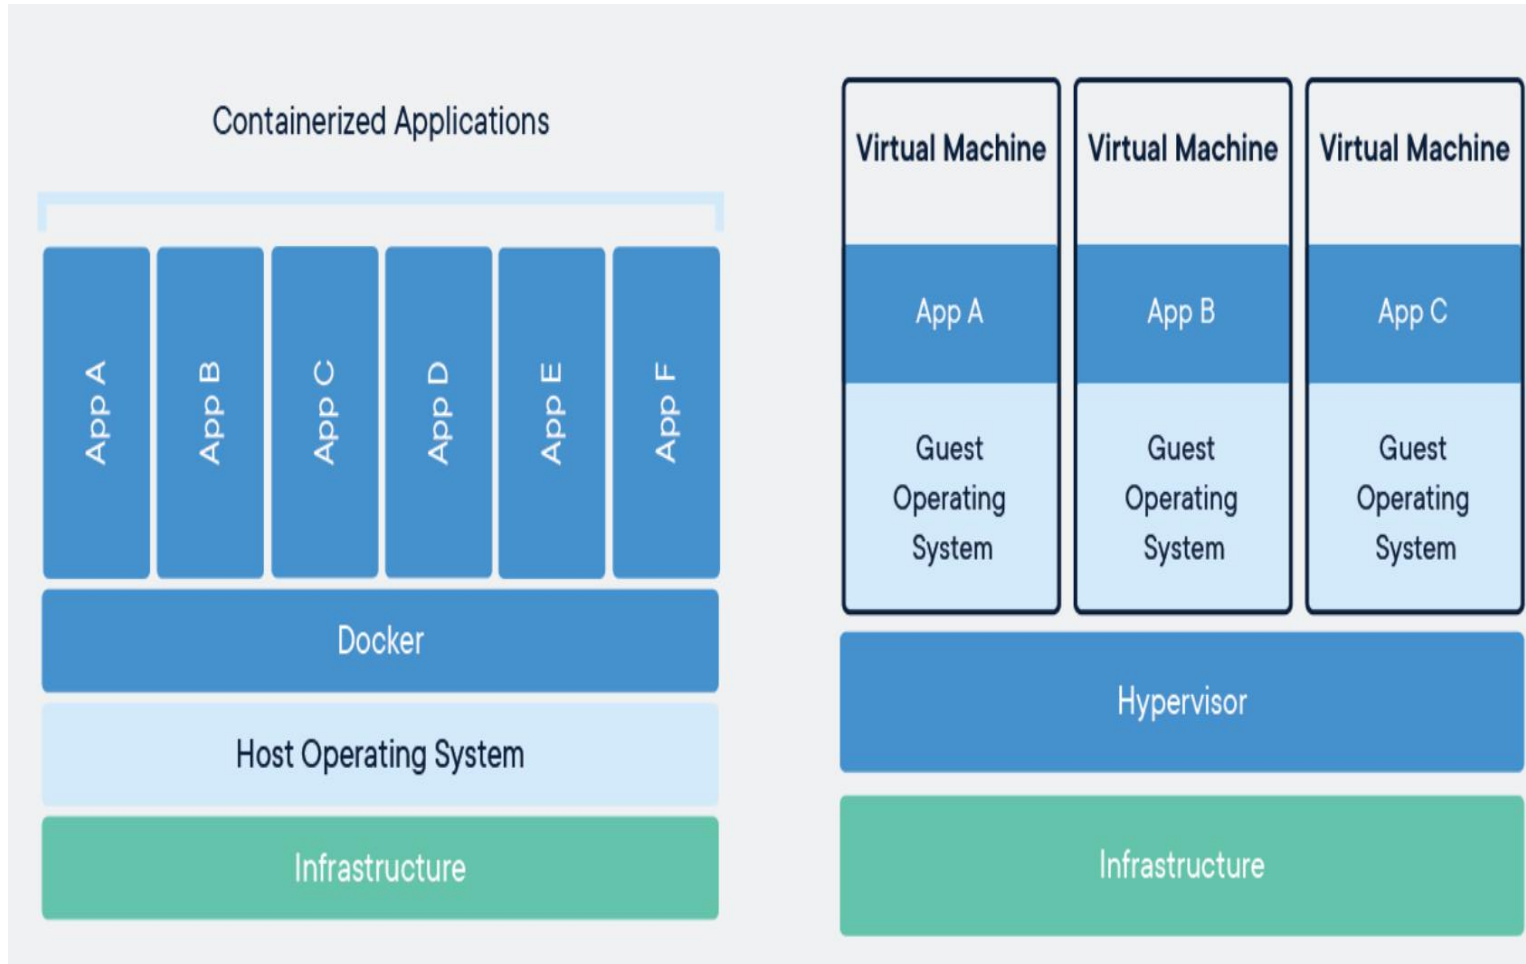 Containerized Applications
App A
App B
App C
App D
App E
App F
Docker
Host Operating System
Infrastructure
Virtual Machine
App A
Guest
Operating
System
Virtual Machine
App B
Guest
Operating
System
Virtual Machine
App C
Guest
Operating
System
Hypervisor
Infrastructure